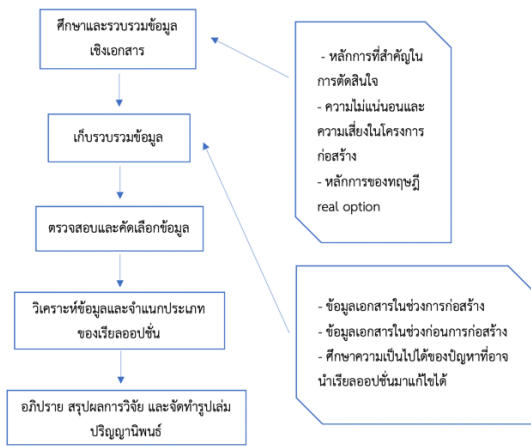 ศึกษาและรวบรวมข้อมูล
เชิงเอกสาร
- หลักการที่สำคัญใน
การตัดสินใจ
- ความไม่แน่นอนและ
ความเสี่ยงในโครงการ
ก่อสร้าง
- หลักการของทฤษฎี
real option
เก็บรวบรวมข้อมูล
ตรวจสอบและคัดเลือกข้อมูล
- ข้อมูลเอกสารในช่วงการก่อสร้าง
- ข้อมูลเอกสารในช่วงก่อนการก่อสร้าง
- ศึกษาความเป็นไปได้ของปัญหาที่อาจ
นำเรียลออปชั่นมาแก้ไขได้
วิเคราะห์ข้อมูลและจำแนกประเภท
ของเรียลออปชั่น
อภิปราย สรุปผลการวิจัย และจัดทำรูปเล่ม
ปริญญานิพนธ์